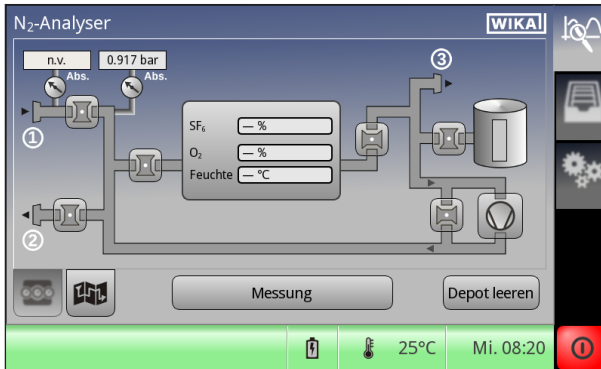 N₂-Analyser
WIKAI
n.v.
0.917 bar
Abs.
Abs.
3
1
SF₆
— %
O₂
— %
Feuchte
— °C
2
Messung
Depot leeren
25°C
Mi. 08:20